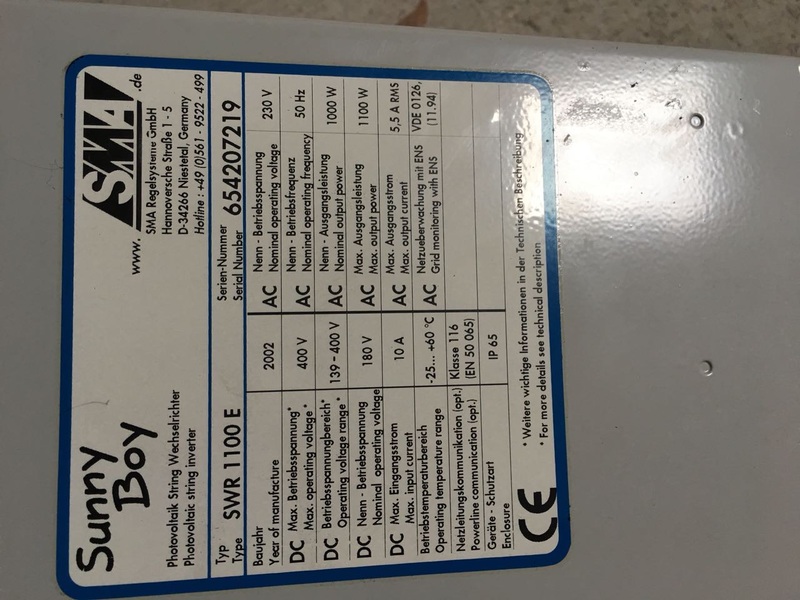 Sunny
Boy
www.SMA.de
SMA Regelsysteme GmbH
Hannoversche Straße 1 - 5
D-34266 Niestetal, Germany
Hotline : +49 (0)561 - 9522 - 499
Photovoltaik String Wechselrichter
Photovoltaic string inverter
Typ
Type SWR 1100 E
Serien-Nummer
Serial Number 654207219
Baujahr
Year of manufacture 2002
DC Max. Betriebsspannung*
Max. operating voltage* 400 V
DC Betriebsspannungbereich*
Operating voltage range* 139 – 400 V
DC Nenn - Betriebsspannung
Nominal operating voltage 180 V
DC Max. Eingangsstrom
Max. input current 10 A
Betriebstemperaturbereich
Operating temperature range -25... +60 °C
Netzleitungskommunikation (opt.) Klasse 116
Powerline communication (opt.) (EN 50 065)
Geräte - Schutzart
Enclosure IP 65
AC Nenn - Betriebsspannung
Nominal operating voltage 230 V
AC Nenn - Betriebsfrequenz
Nominal operating frequency 50 Hz
AC Nenn - Ausgangsleistung
Nominal output power 1000 W
AC Max. Ausgangsleistung
Max. output power 1100 W
AC Max. Ausgangsstrom
Max. output current 5,5 A RMS
AC Netzueberwachung mit ENS VDE 0126,
Grid monitoring with ENS (11.94)
CE
* Weitere wichtige Informationen in der Technischen Beschreibung
* For more details see technical description